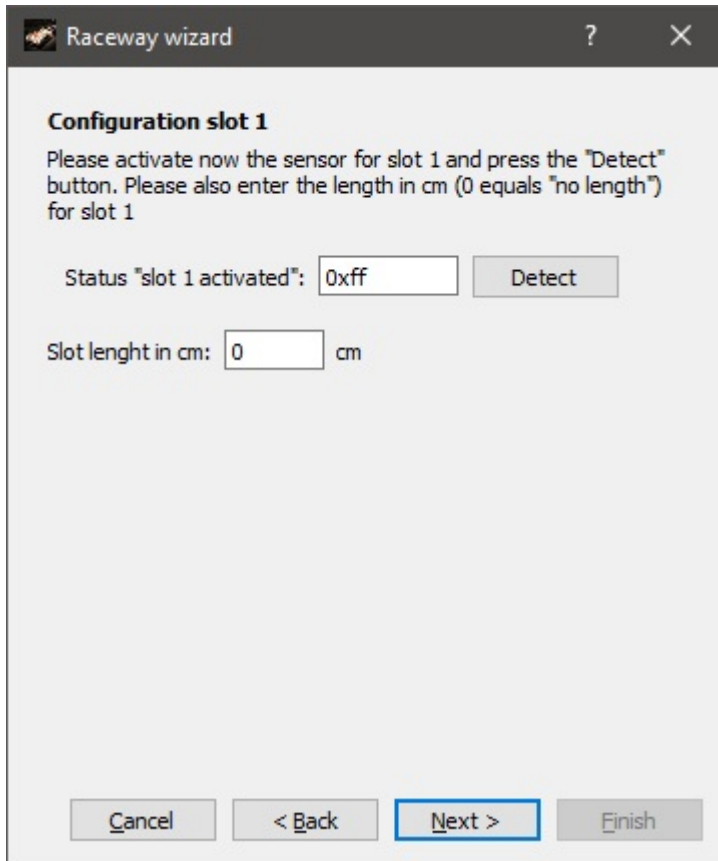 Raceway wizard ? ×
Configuration slot 1
Please activate now the sensor for slot 1 and press the "Detect"
button. Please also enter the length in cm (0 equals "no length")
for slot 1
Status "slot 1 activated": 0xff Detect
Slot lenght in cm: 0 cm
Cancel < Back Next > Finish